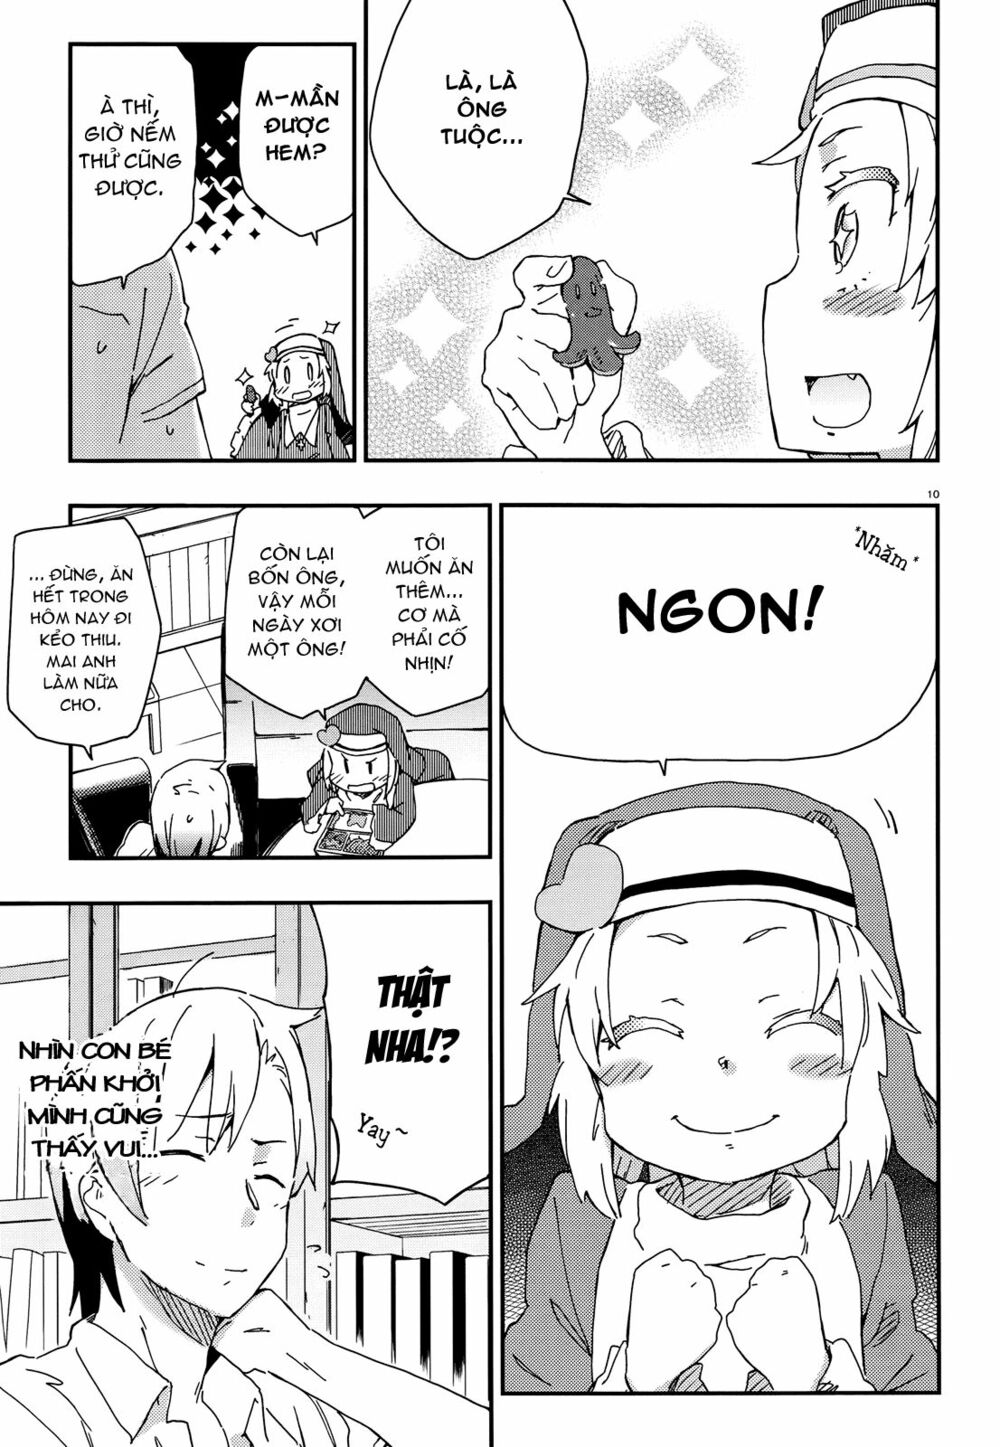 LÀ, LÀ
ÔNG
TUỘC...
M-MẦN
ĐƯỢC
HEM?
À THÌ,
GIỜ NẾM
THỬ CŨNG
ĐƯỢC.
10
*Nhằm*
NGON!
TÔI
MUỐN ĂN
THÊM...
CƠ MÀ
PHẢI CỐ
NHỊN!
CÒN LẠI
BỐN ÔNG,
VẬY MỖI
NGÀY XƠI
MỘT ÔNG!
... ĐỪNG, ĂN
HẾT TRONG
HÔM NAY ĐI
KẺO THIU.
MAI ANH
LÀM NỮA
CHO.
THẬT
NHA!?
Yay~
NHÌN CON BÉ
PHẤN KHỞI
MÌNH CŨNG
THẤY VUI...